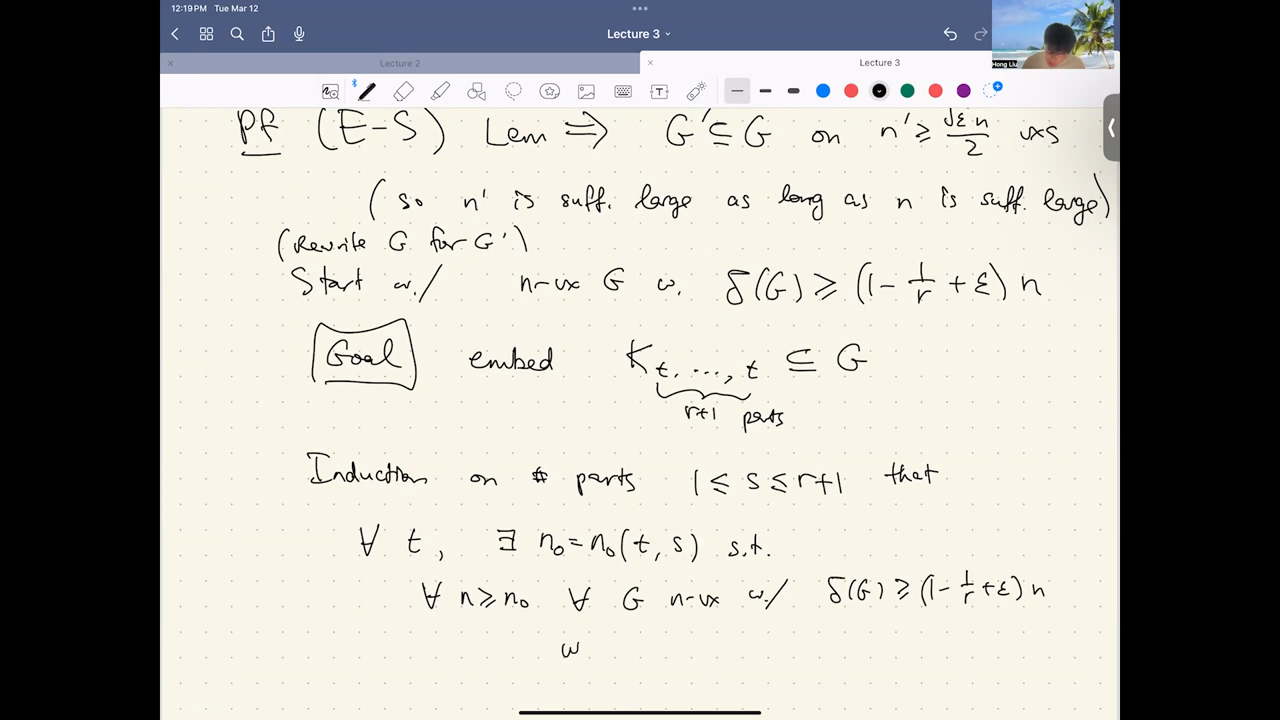 12:19 PM Tue Mar 12
Lecture 3
Hong Liu
Lecture 2
Lecture 3
Pf (E-S) Lem ⇒ G' ⊆ G on n' ≥ √ε n / 2 vxs
(so n' is suff. large as long as n is suff. large)
(Rewrite G for G')
Start w./ n-vx G w. δ(G) ≥ (1 - 1/r + ε) n
Goal embed K_{t, ..., t} ⊆ G
r+1 parts
Induction on # parts 1 ≤ s ≤ r+1 that
∀ t, ∃ n₀ = n₀(t, s) s.t.
∀ n ≥ n₀ ∀ G n-vx w./ δ(G) ≥ (1 - 1/r + ε) n
w